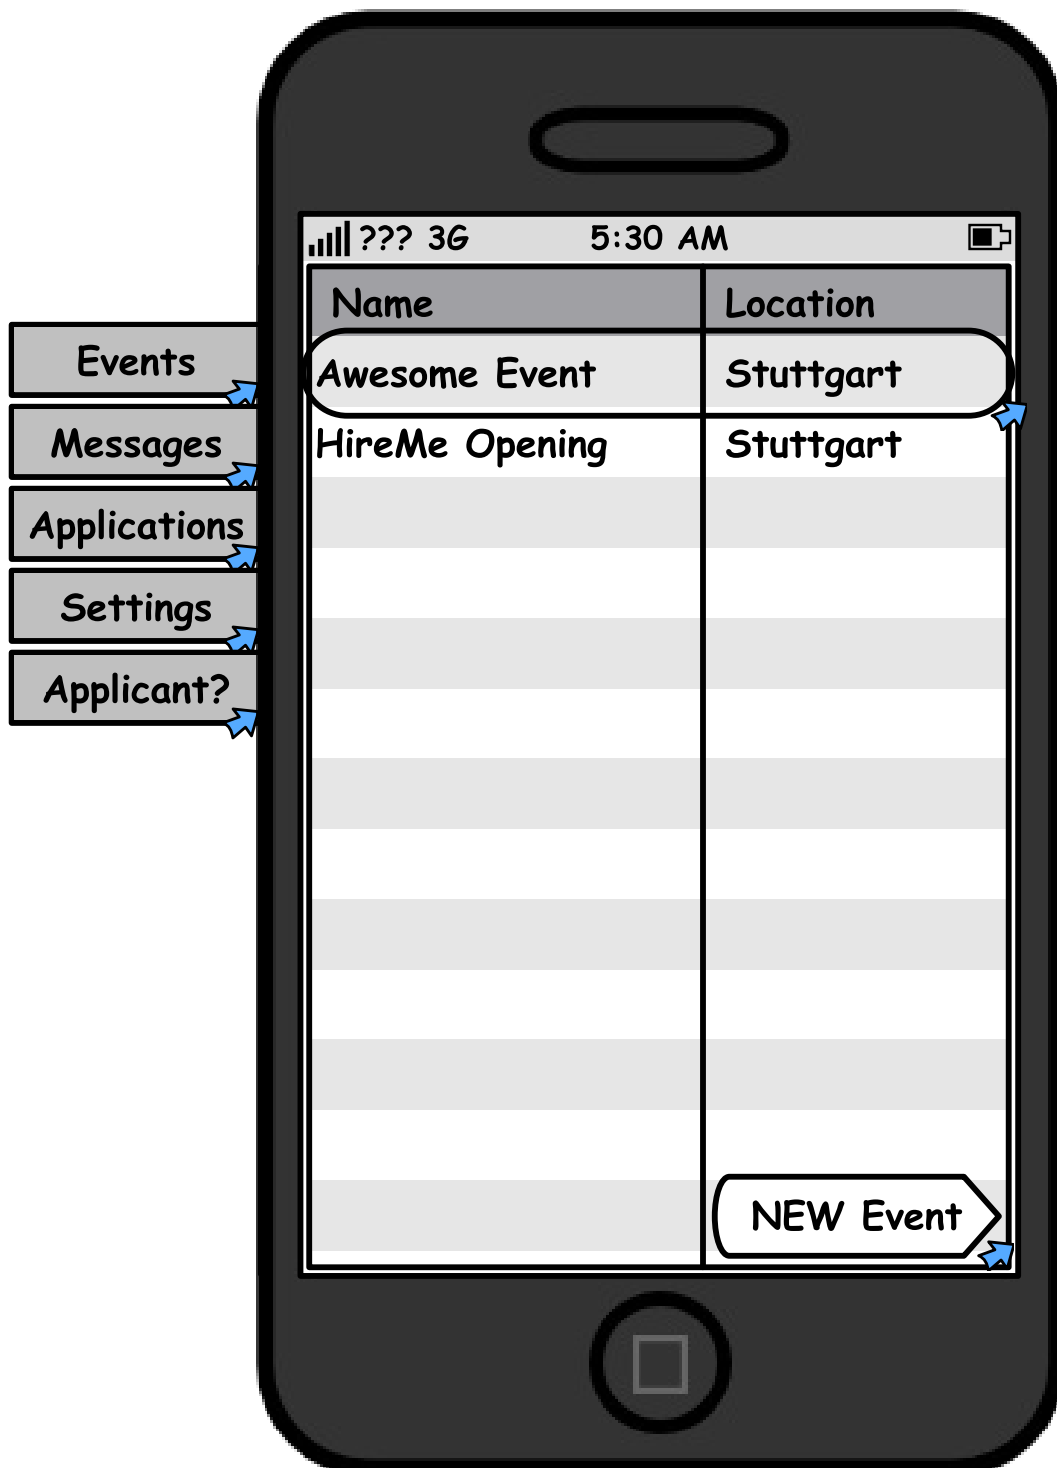 ??? 3G 5:30 AM
Name Location
Awesome Event Stuttgart
HireMe Opening Stuttgart
NEW Event
Events
Messages
Applications
Settings
Applicant?